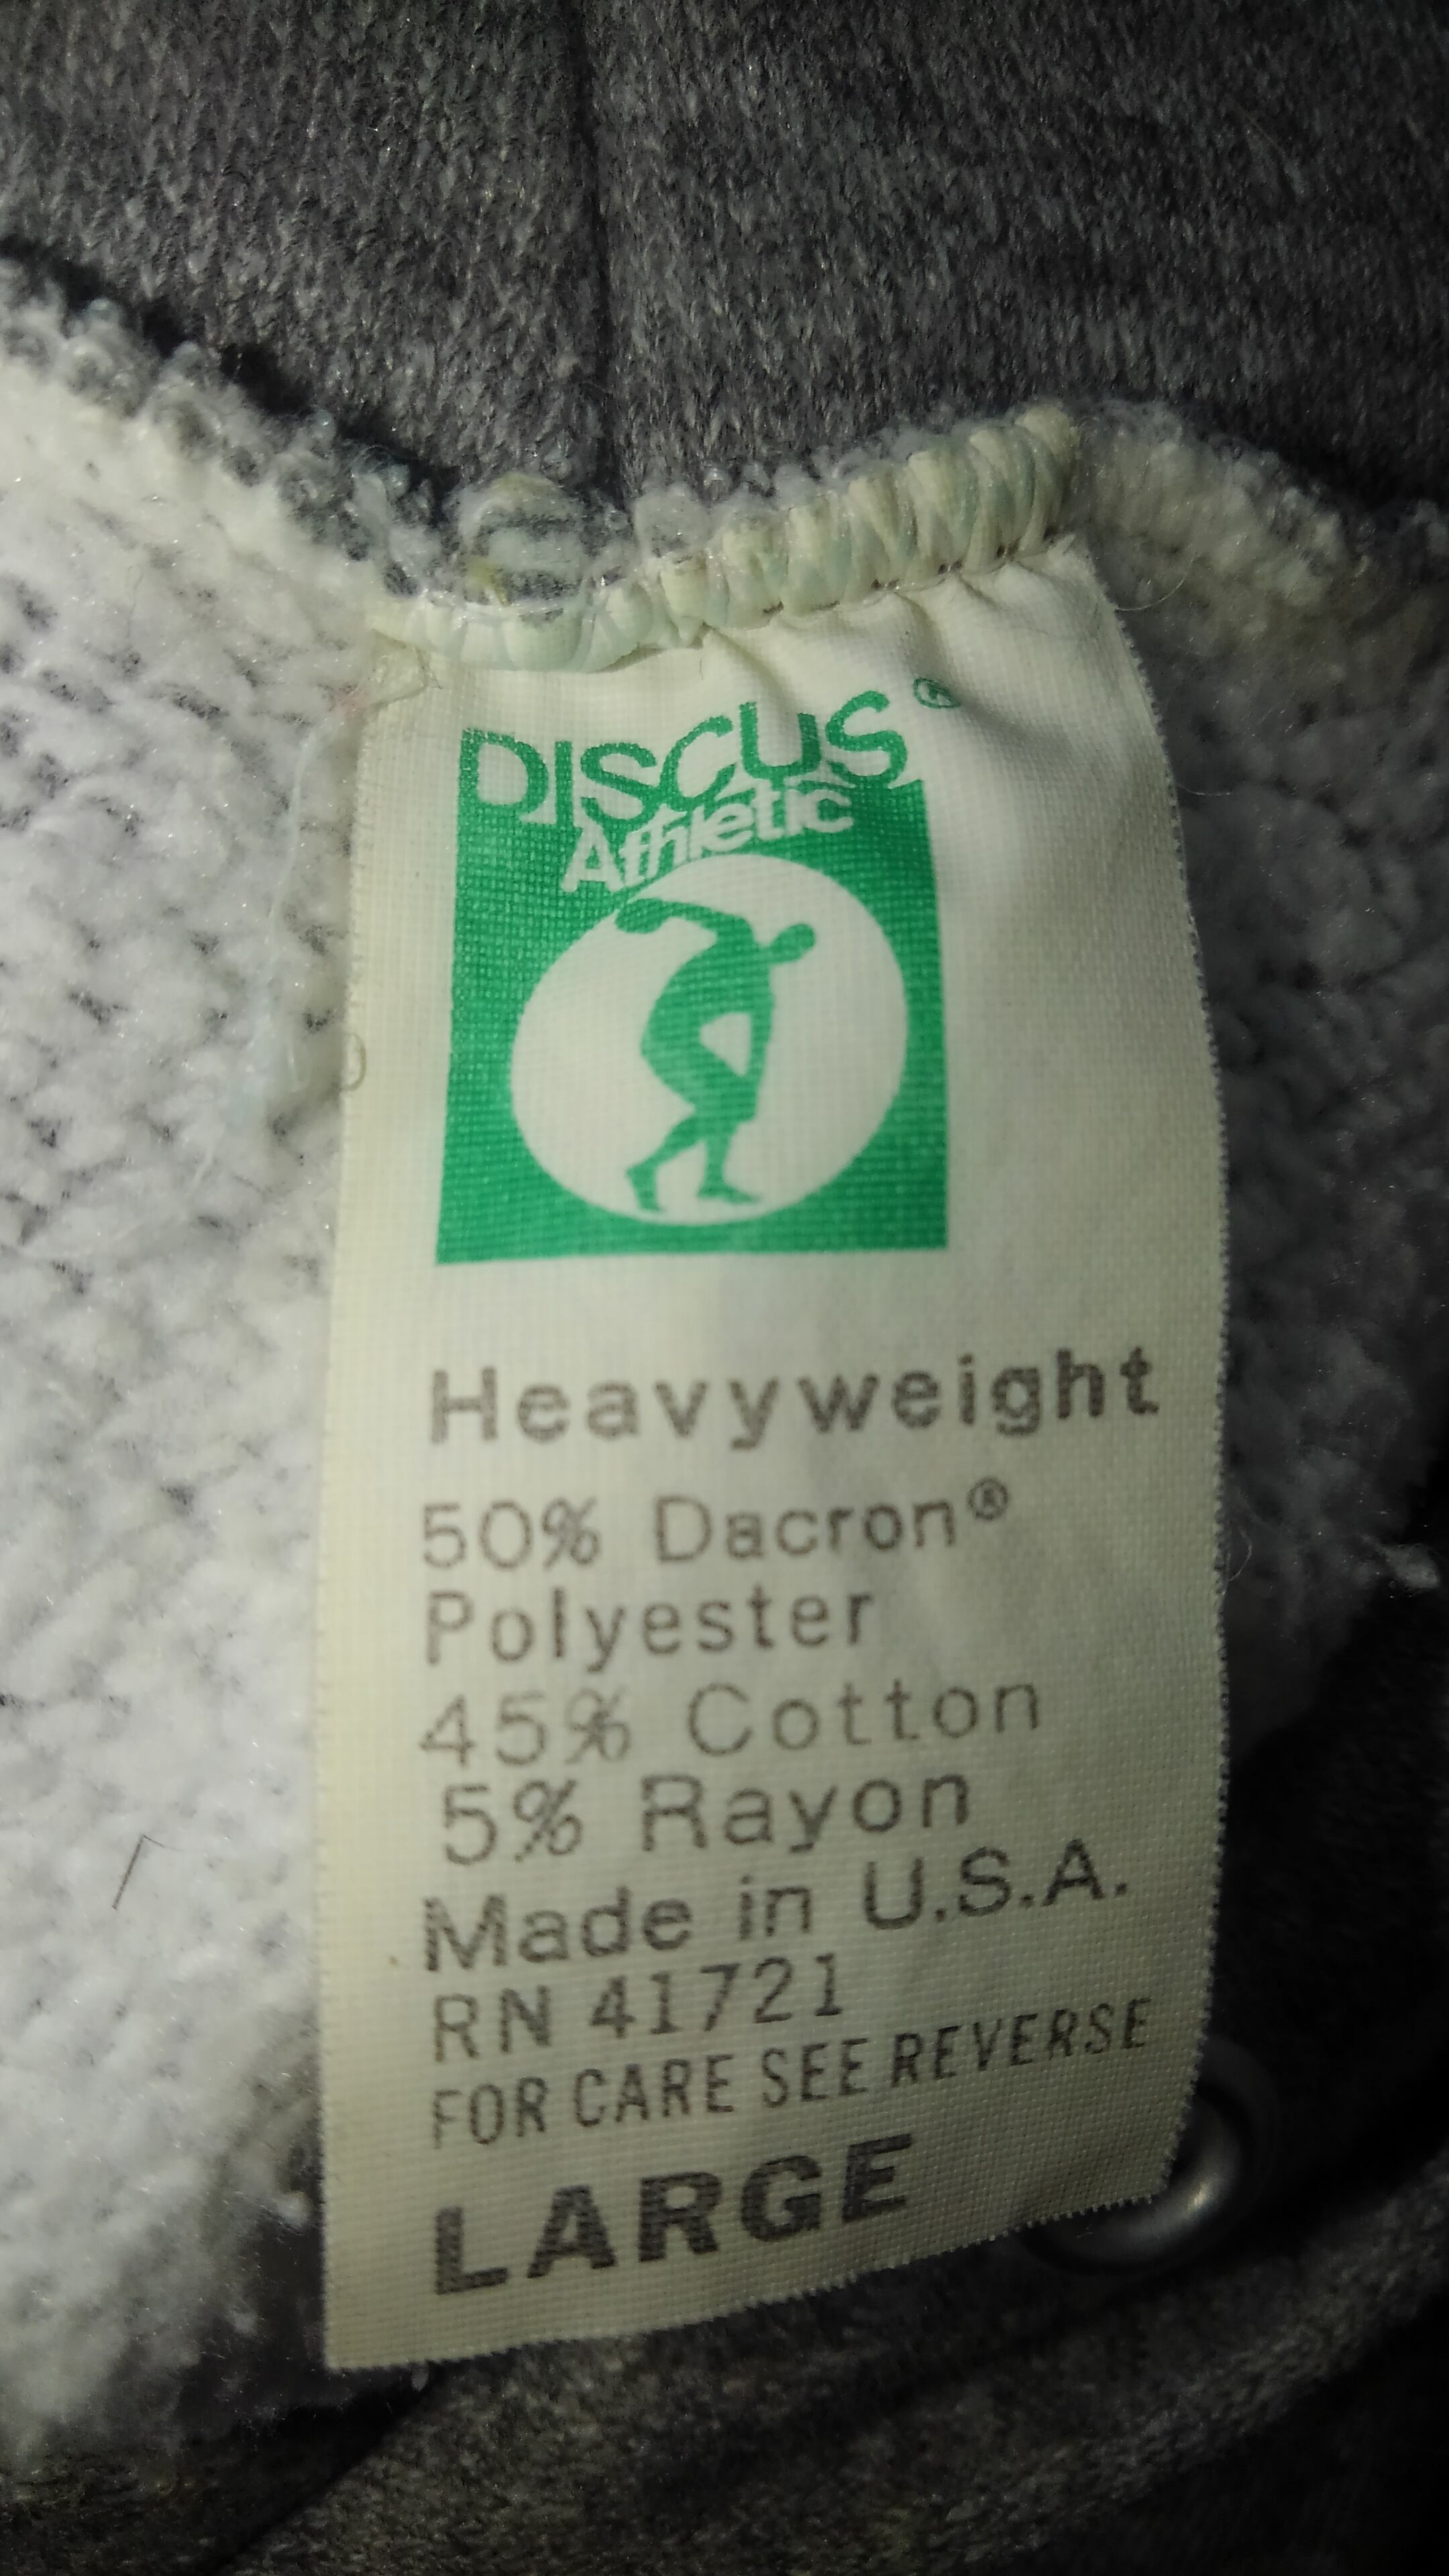 DISCUS®
Athletic
Heavyweight
50% Dacron®
Polyester
45% Cotton
5% Rayon
Made in U.S.A.
RN 41721
FOR CARE SEE REVERSE
LARGE